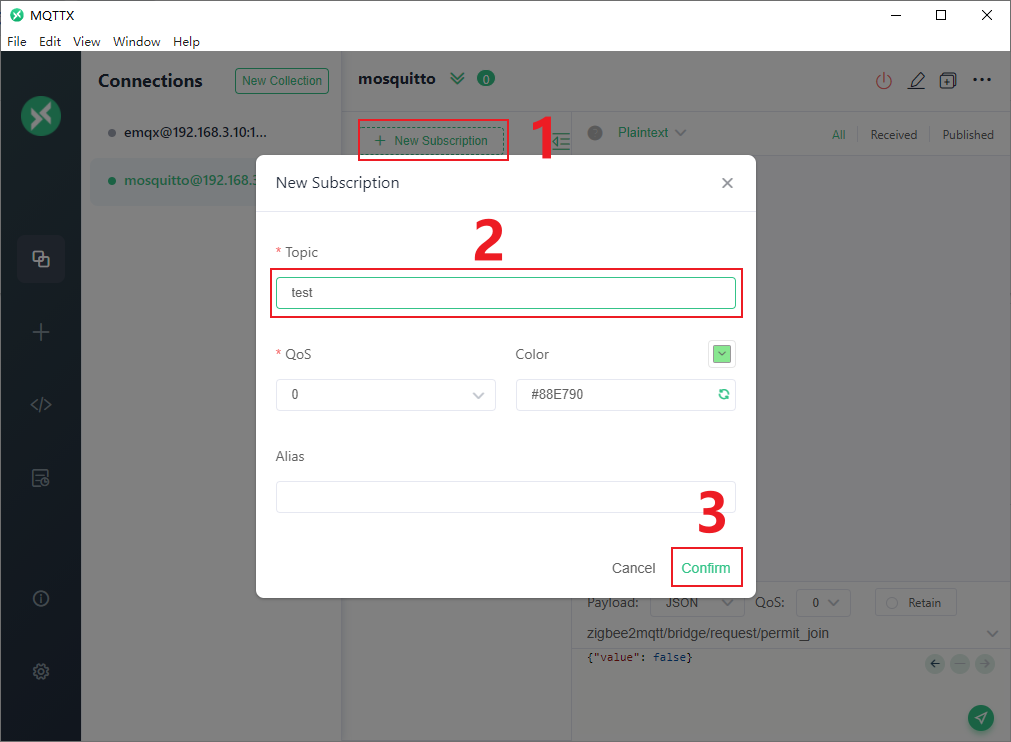 MQTTX
File Edit View Window Help
Connections
New Collection
emqx@192.168.3.10:1...
mosquitto@192.168.3
mosquitto 0
+ New Subscription
1
Plaintext
All Received Published
New Subscription
2
* Topic
test
* QoS
Color
0
#88E790
Alias
3
Cancel
Confirm
Payload: JSON QoS: 0 Retain
zigbee2mqtt/bridge/request/permit_join
{"value": false}